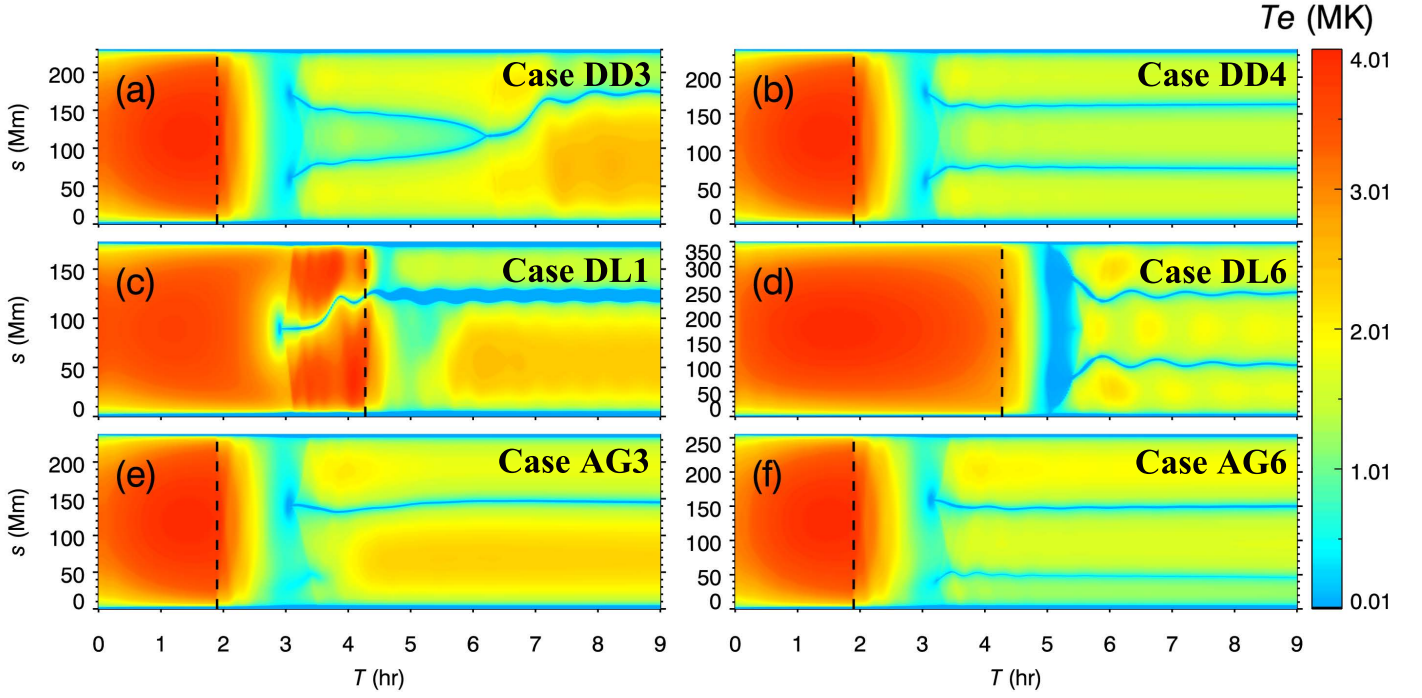 Te (MK)
(a) Case DD3
200
150
100
50
0
s (Mm)
(b) Case DD4
200
150
100
50
0
(c) Case DL1
150
100
50
0
s (Mm)
(d) Case DL6
350
300
250
200
150
100
50
0
(e) Case AG3
200
150
100
50
0
s (Mm)
0 1 2 3 4 5 6 7 8 9
T (hr)
(f) Case AG6
250
200
150
100
50
0
0 1 2 3 4 5 6 7 8 9
T (hr)
4.01
3.01
2.01
1.01
0.01